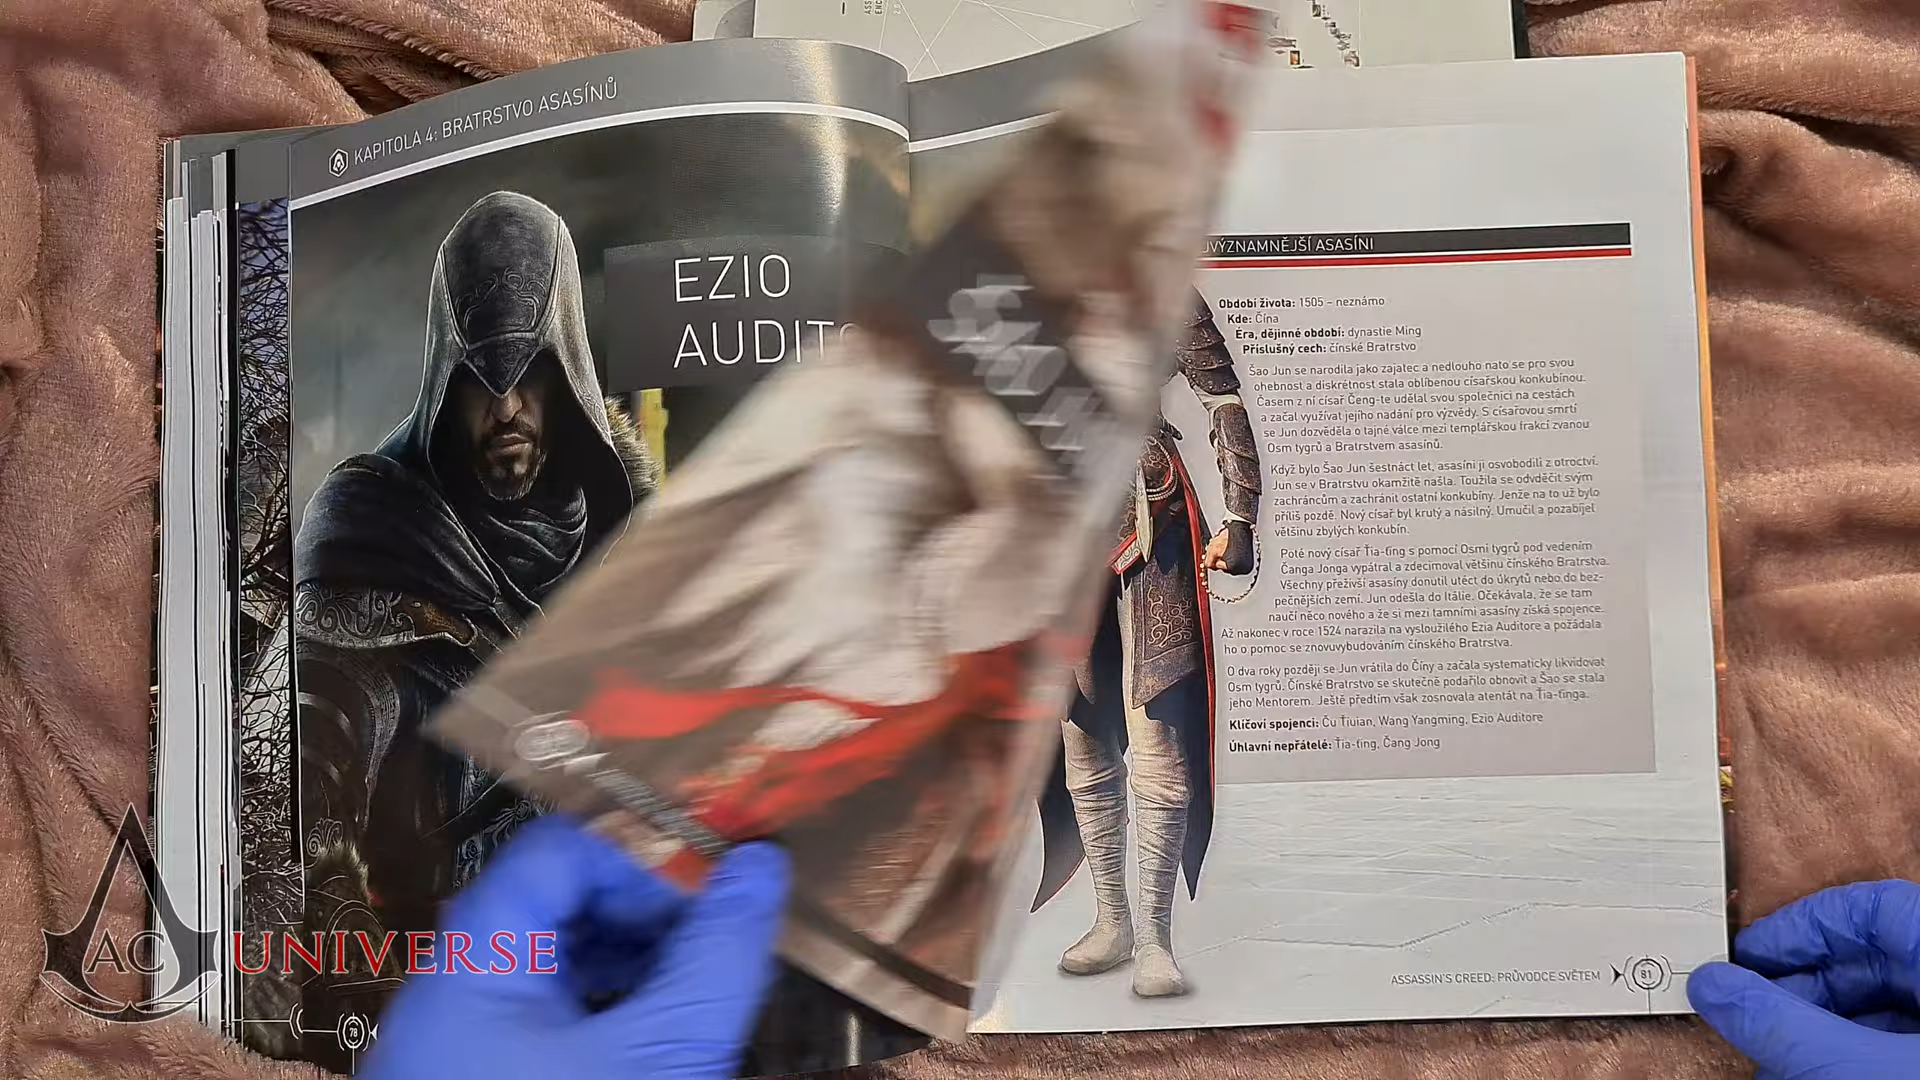 KAPITOLA 4: BRATRSTVO ASASÍNŮ
EZIO
78
VÝZNAMNĚJŠÍ ASASÍNI
Období života: 1505 – neznámo
Kde: Čína
Éra, dějinné období: dynastie Ming
Příslušný cech: čínské Bratrstvo
Šao Jun se narodila jako zajatec a nedlouho nato se pro svou
ohebnost a diskrétnost stala oblíbenou císařskou konkubínou.
Časem z ní císař Čeng-te udělal svou společnici na cestách
a začal využívat jejího nadání pro výzvědy. S císařovou smrtí
se Jun dozvěděla o tajné válce mezi templářskou frakcí zvanou
Osm tygrů a Bratrstvem asasínů.
Když bylo Šao Jun šestnáct let, asasíni ji osvobodili z otroctví.
Jun se v Bratrstvu okamžitě našla. Toužila se odvděčit svým
zachráncům a zachránit ostatní konkubíny. Jenže na to už bylo
příliš pozdě. Nový císař byl krutý a násilný. Umučil a pozabíjel
většinu zbylých konkubín.
Poté nový císař Ťia-ťing s pomocí Osmi tygrů pod vedením
Čanga Jonga vypátral a zdecimoval většinu čínského Bratrstva.
Všechny přeživší asasíny donutil utéct do úkrytů nebo do bez-
pečnějších zemí. Jun odešla do Itálie. Očekávala, že se tam
naučí něco nového a že si mezi tamními asasíny získá spojence.
Až nakonec v roce 1524 narazila na vysloužilého Ezia Auditore a požádala
ho o pomoc se znovuvybudováním čínského Bratrstva.
O dva roky později se Jun vrátila do Číny a začala systematicky likvidovat
Osm tygrů. Čínské Bratrstvo se skutečně podařilo obnovit a Šao se stala
jeho Mentorem. Ještě předtím však zosnovala atentát na Ťia-ťinga.
Klíčoví spojenci: Ču Ťiuian, Wang Yangming, Ezio Auditore
Úhlavní nepřátelé: Ťia-ťing, Čang Jong
ASSASSIN'S CREED: PRŮVODCE SVĚTEM
81
AC UNIVERSE